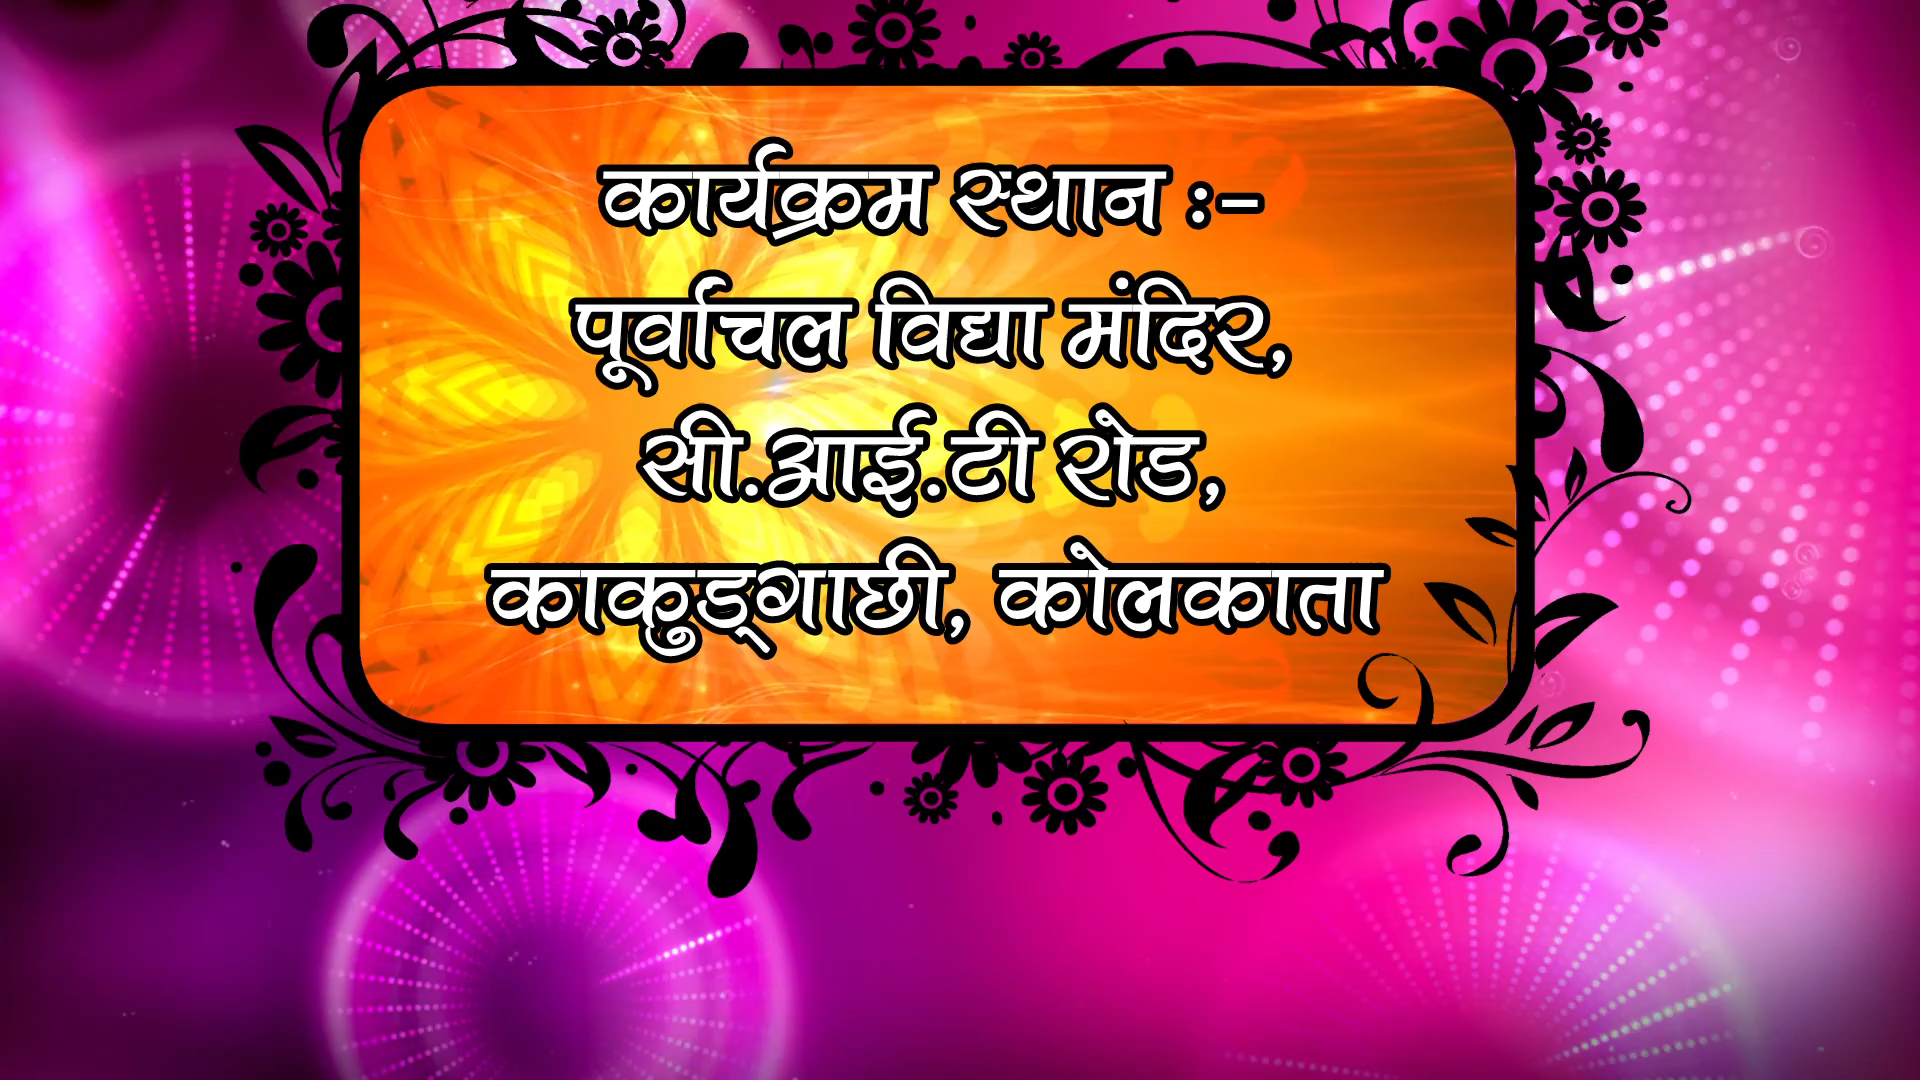 कार्यक्रम स्थान :-
पूर्वाचल विद्या मंदिर,
सी.आई.टी रोड,
काकुड्गाछी, कोलकाता